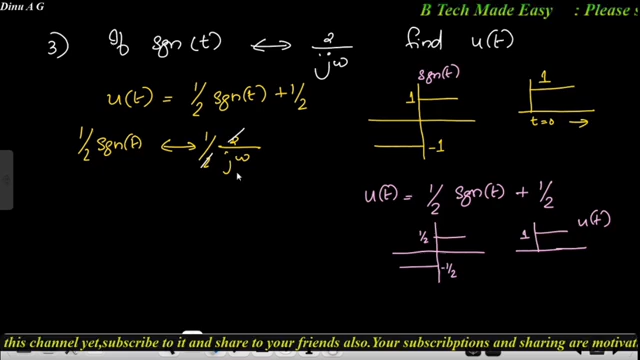 Dinu A G
B Tech Made Easy : Please s
3) If sgn(t) ↔ 2/jω find u(t)
sgn(t)
1
-1
1
t=0 →
u(t) = 1/2 sgn(t) + 1/2
1/2 sgn(t) ↔ 1/2 2/jω
u(t) = 1/2 sgn(t) + 1/2
1/2
-1/2
1
u(t)
this channel yet,subscribe to it and share to your friends also.Your subscribptions and sharing are motivat